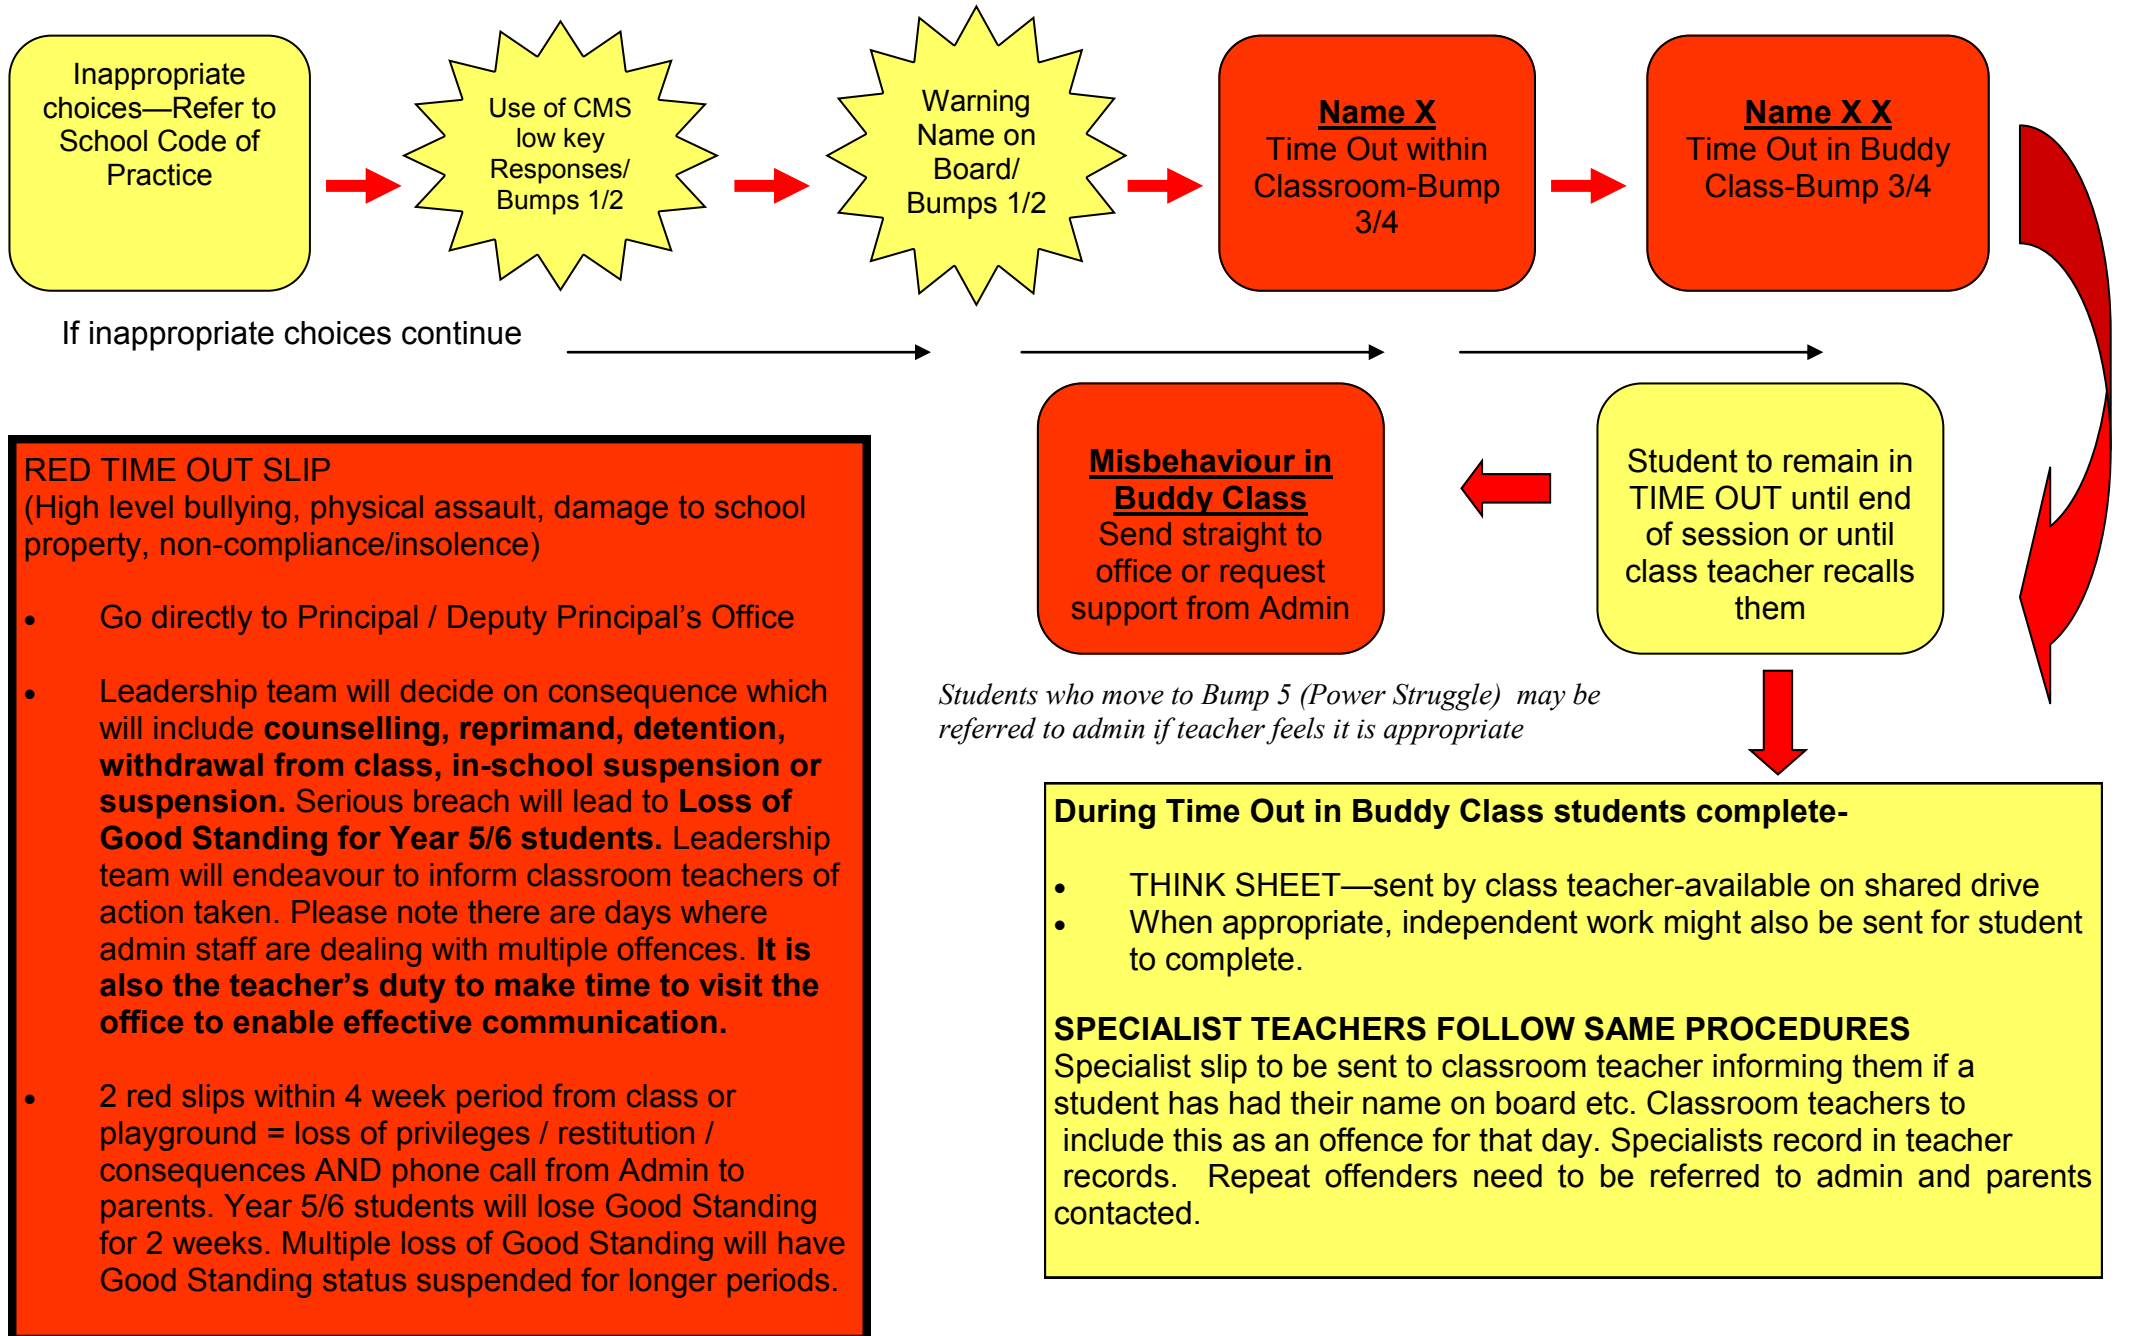 Inappropriate
choices—Refer to
School Code of
Practice
Use of CMS
low key
Responses/
Bumps 1/2
Warning
Name on
Board/
Bumps 1/2
Name X
Time Out within
Classroom-Bump
3/4
Name X X
Time Out in Buddy
Class-Bump 3/4
If inappropriate choices continue
RED TIME OUT SLIP
(High level bullying, physical assault, damage to school
property, non-compliance/insolence)
• Go directly to Principal / Deputy Principal’s Office
• Leadership team will decide on consequence which
will include counselling, reprimand, detention,
withdrawal from class, in-school suspension or
suspension. Serious breach will lead to Loss of
Good Standing for Year 5/6 students. Leadership
team will endeavour to inform classroom teachers of
action taken. Please note there are days where
admin staff are dealing with multiple offences. It is
also the teacher’s duty to make time to visit the
office to enable effective communication.
• 2 red slips within 4 week period from class or
playground = loss of privileges / restitution /
consequences AND phone call from Admin to
parents. Year 5/6 students will lose Good Standing
for 2 weeks. Multiple loss of Good Standing will have
Good Standing status suspended for longer periods.
Misbehaviour in
Buddy Class
Send straight to
office or request
support from Admin
Student to remain in
TIME OUT until end
of session or until
class teacher recalls
them
Students who move to Bump 5 (Power Struggle) may be
referred to admin if teacher feels it is appropriate
During Time Out in Buddy Class students complete-
• THINK SHEET—sent by class teacher-available on shared drive
• When appropriate, independent work might also be sent for student
to complete.
SPECIALIST TEACHERS FOLLOW SAME PROCEDURES
Specialist slip to be sent to classroom teacher informing them if a
student has had their name on board etc. Classroom teachers to
include this as an offence for that day. Specialists record in teacher
records. Repeat offenders need to be referred to admin and parents
contacted.